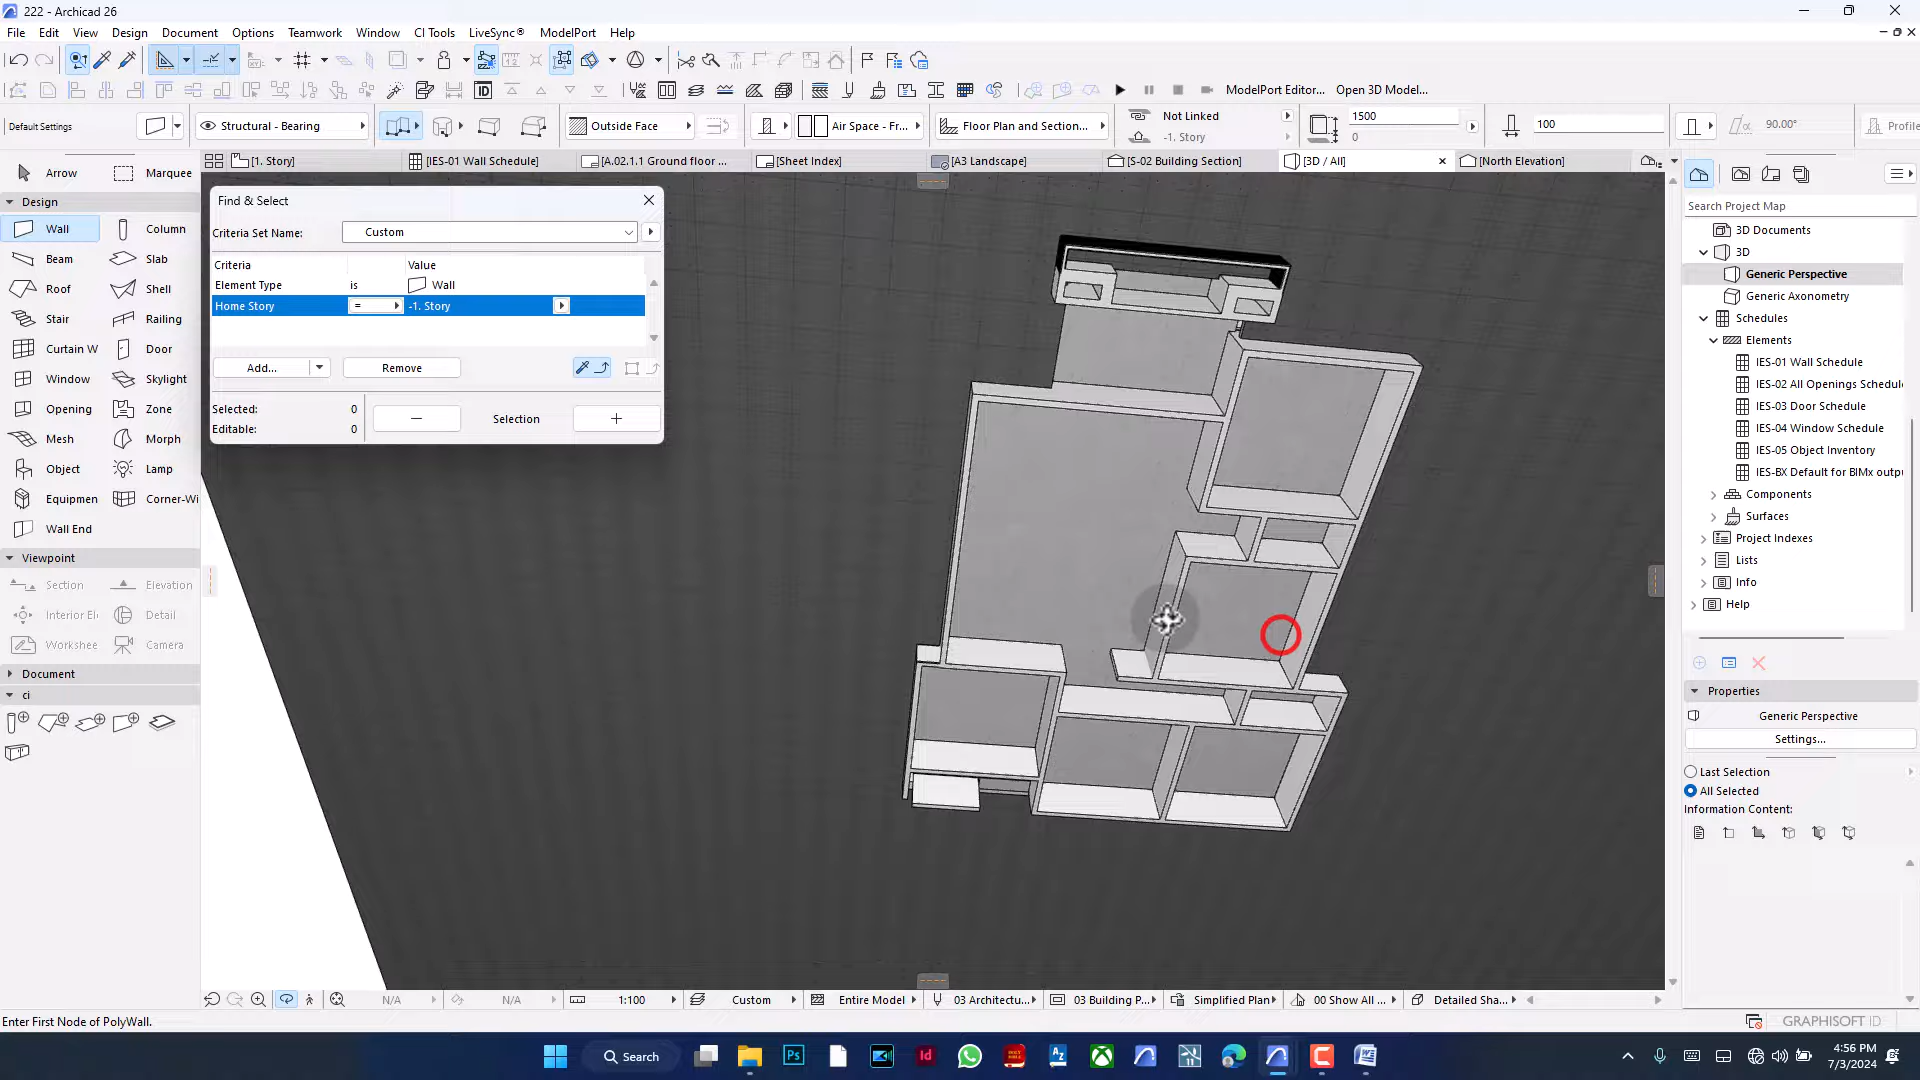 222 - Archicad 26
File Edit View Design Document Options Teamwork Window CI Tools LiveSync® ModelPort Help
ModelPort Editor... Open 3D Model...
Default Settings Structural - Bearing Outside Face Air Space - Fr... Floor Plan and Section... Not Linked -1. Story 1500 0 100 90.00° Profile
[1. Story] [IES-01 Wall Schedule] [A.02.1.1 Ground floor ... [Sheet Index] [A3 Landscape] [S-02 Building Section] [3D / All] [North Elevation]
Arrow Marquee
Design
Wall Column
Beam Slab
Roof Shell
Stair Railing
Curtain W Door
Window Skylight
Opening Zone
Mesh Morph
Object Lamp
Equipmen Corner-Wi
Wall End
Viewpoint
Section Elevation
Interior El Detail
Workshee Camera
Document
ci
Find & Select
Criteria Set Name: Custom
Criteria Value
Element Type is Wall
Home Story = -1. Story
Add... Remove
Selected: 0
Editable: 0
Selection
Search Project Map
3D Documents
3D
Generic Perspective
Generic Axonometry
Schedules
Elements
IES-01 Wall Schedule
IES-02 All Openings Schedule
IES-03 Door Schedule
IES-04 Window Schedule
IES-05 Object Inventory
IES-BX Default for BIMx outpu
Components
Surfaces
Project Indexes
Lists
Info
Help
Properties
Generic Perspective
Settings...
Last Selection
All Selected
Information Content:
N/A N/A 1:100 Custom Entire Model 03 Architectu... 03 Building P... Simplified Plan 00 Show All ... Detailed Sha...
Enter First Node of PolyWall.
GRAPHISOFT ID
Search
4:56 PM
7/3/2024